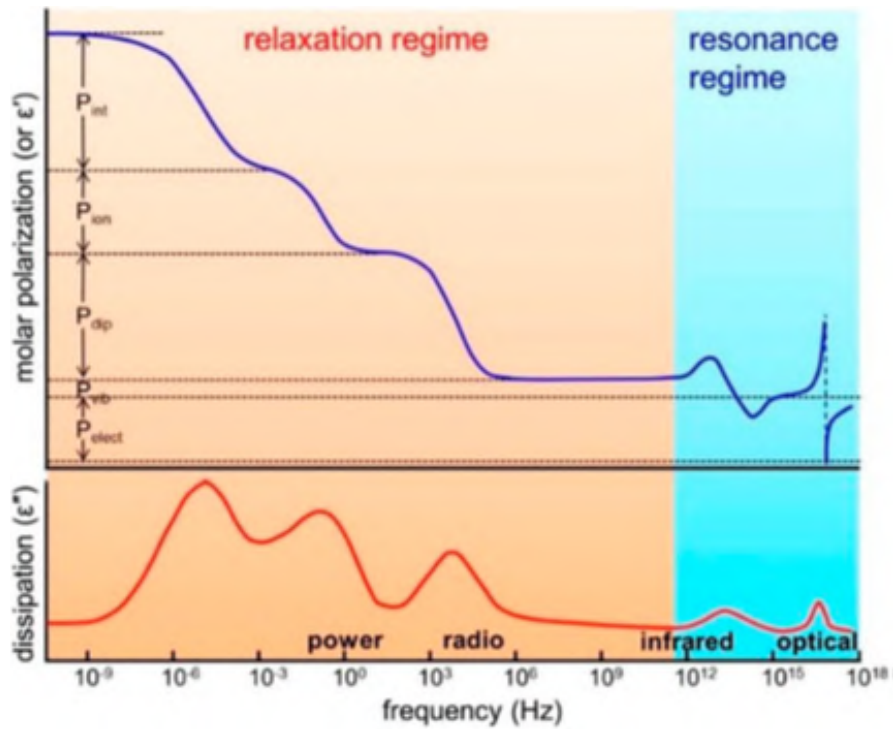 relaxation regime
resonance
regime
molar polarization (or ε')
P_int
P_ion
P_dip
P_vib
P_elect
dissipation (ε")
power
radio
infrared
optical
10⁻⁹
10⁻⁶
10⁻³
10⁰
10³
10⁶
10⁹
10¹²
10¹⁵
10¹⁸
frequency (Hz)